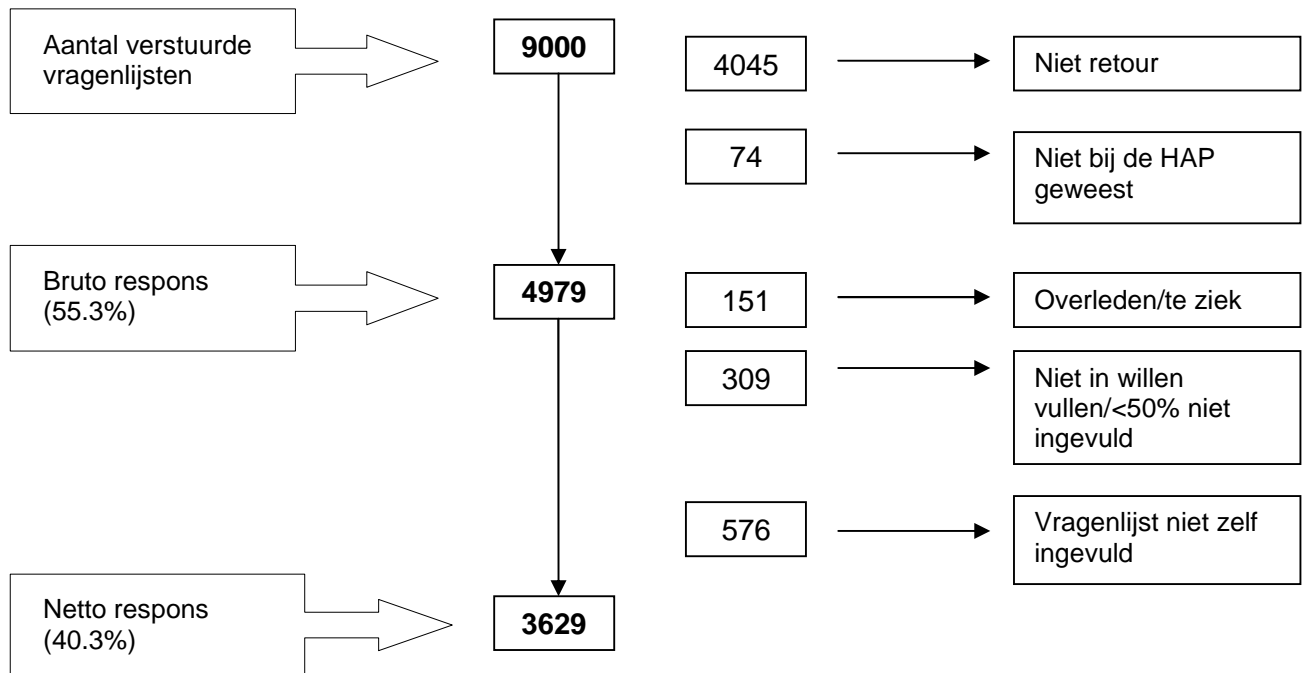 Aantal verstuurde
vragenlijsten
9000
4045
Niet retour
74
Niet bij de HAP
geweest
Bruto respons
(55.3%)
4979
151
Overleden/te ziek
309
Niet in willen
vullen/<50% niet
ingevuld
576
Vragenlijst niet zelf
ingevuld
Netto respons
(40.3%)
3629